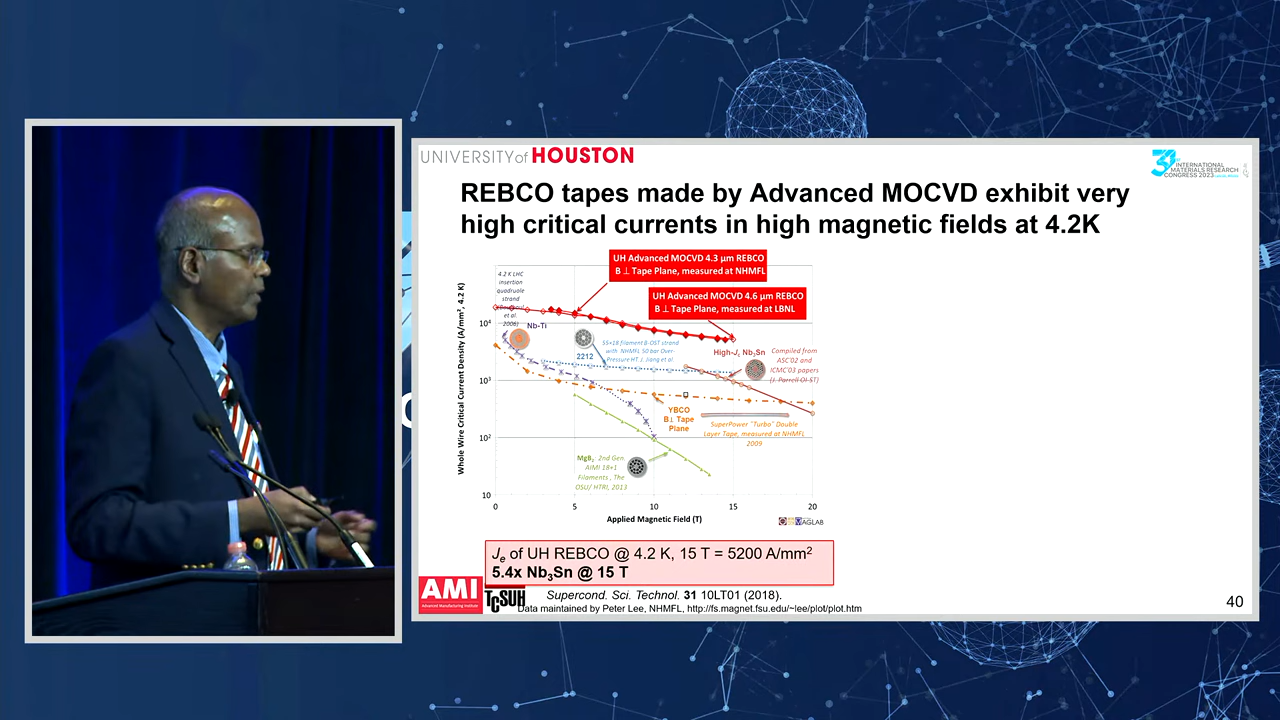 UNIVERSITY of HOUSTON
INTERNATIONAL
MATERIALS RESEARCH
CONGRESS 2023
REBCO tapes made by Advanced MOCVD exhibit very
high critical currents in high magnetic fields at 4.2K
UH Advanced MOCVD 4.3 µm REBCO
B ⊥ Tape Plane, measured at NHMFL
UH Advanced MOCVD 4.6 µm REBCO
B ⊥ Tape Plane, measured at LBNL
4.2 K LHC
insertion
quadruole
strand
et al.
2006)
Nb-Ti
2212
55×18 filament B-OST strand
with NHMFL 50 bar Over-
Pressure HT. J. Jiang et al.
High-Jc Nb3Sn
Compiled from
ASC'02 and
ICMC'03 papers
(J. Parrell OI-ST)
YBCO
B⊥ Tape
Plane
SuperPower "Turbo" Double
Layer Tape, measured at NHMFL
2009
MgB2 2nd Gen.
AIMI 18+1
Filaments , The
OSU/ HTRI, 2013
Whole Wire Critical Current Density (A/mm², 4.2 K)
10⁴
10³
10²
10
0 5 10 15 20
Applied Magnetic Field (T)
MAGLAB
Je of UH REBCO @ 4.2 K, 15 T = 5200 A/mm²
5.4x Nb3Sn @ 15 T
AMI
Advanced Manufacturing Institute
TCSUH
Supercond. Sci. Technol. 31 10LT01 (2018).
Data maintained by Peter Lee, NHMFL, http://fs.magnet.fsu.edu/~lee/plot/plot.htm
40